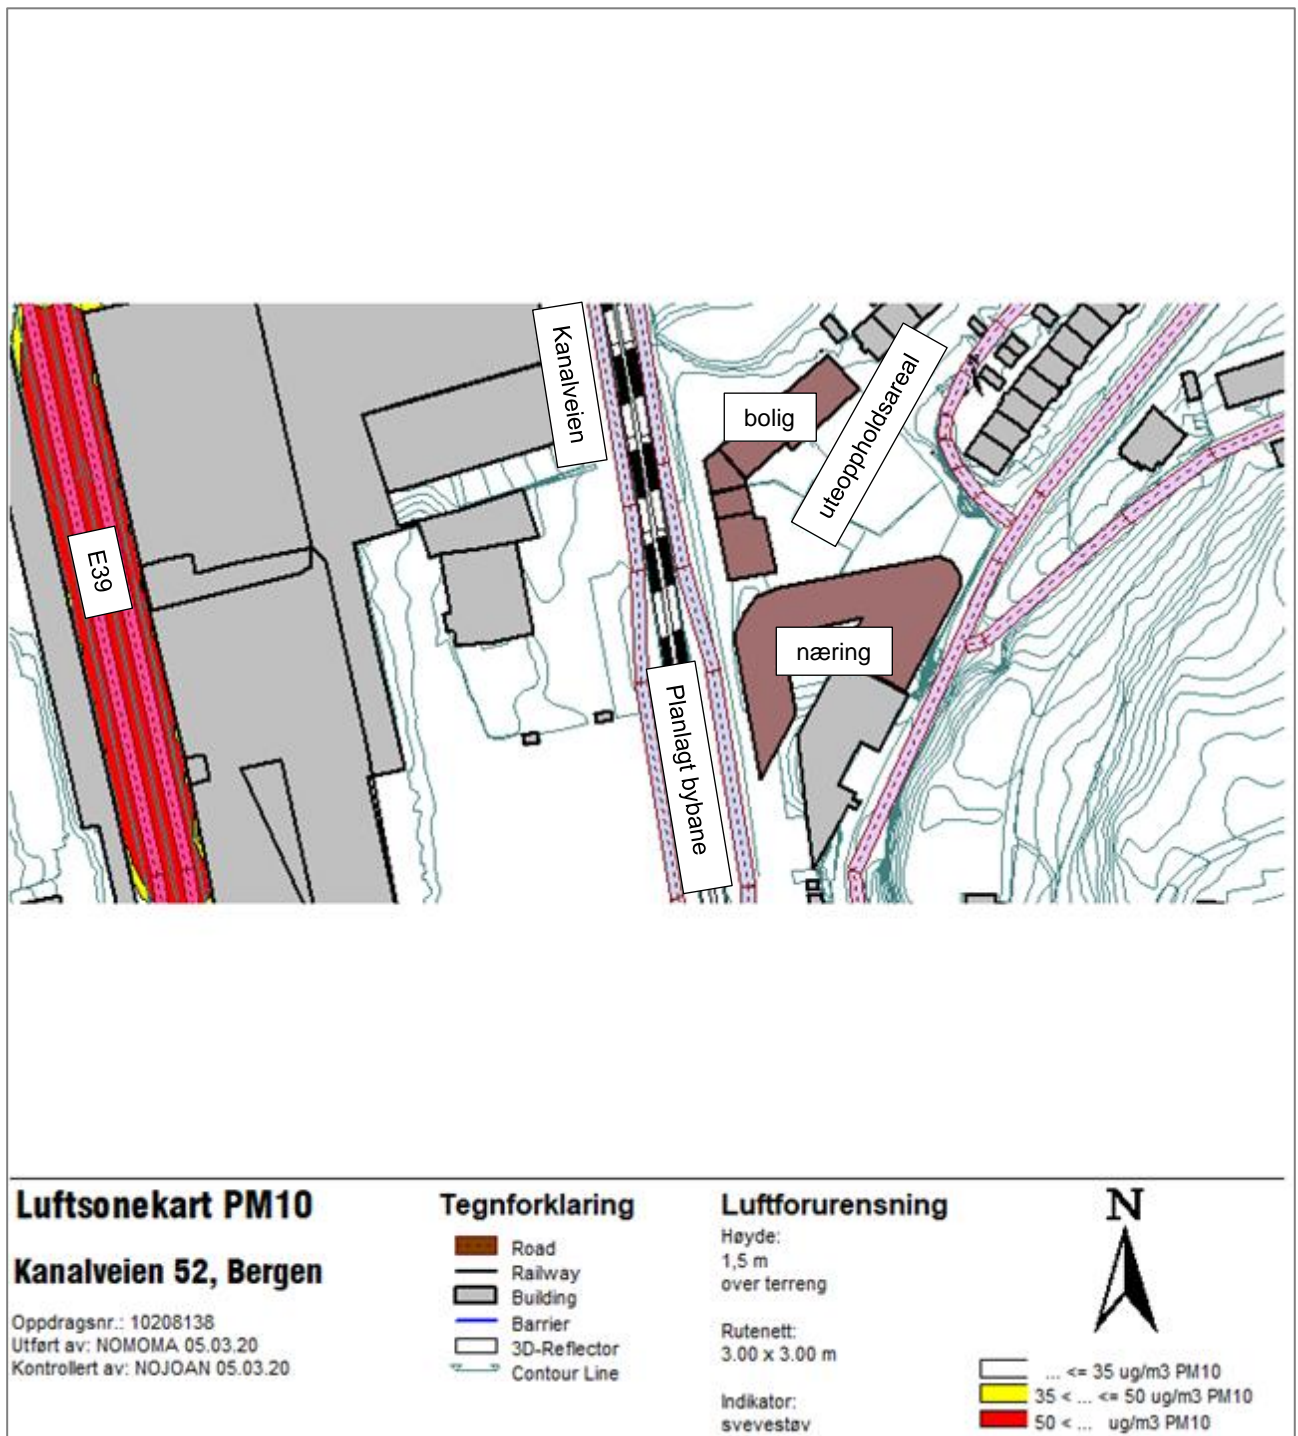 Kanalveien
bolig
uteoppholdsareal
E39
næring
Planlagt bybane
Luftsonekart PM10
Kanalveien 52, Bergen
Oppdragsnr.: 10208138
Utført av: NOMOMA 05.03.20
Kontrollert av: NOJOAN 05.03.20
Tegnforklaring
Road
Railway
Building
Barrier
3D-Reflector
Contour Line
Luftforurensning
Høyde:
1,5 m
over terreng
Rutenett:
3.00 x 3.00 m
Indikator:
svevestøv
N
... <= 35 ug/m3 PM10
35 < ... <= 50 ug/m3 PM10
50 < ... ug/m3 PM10